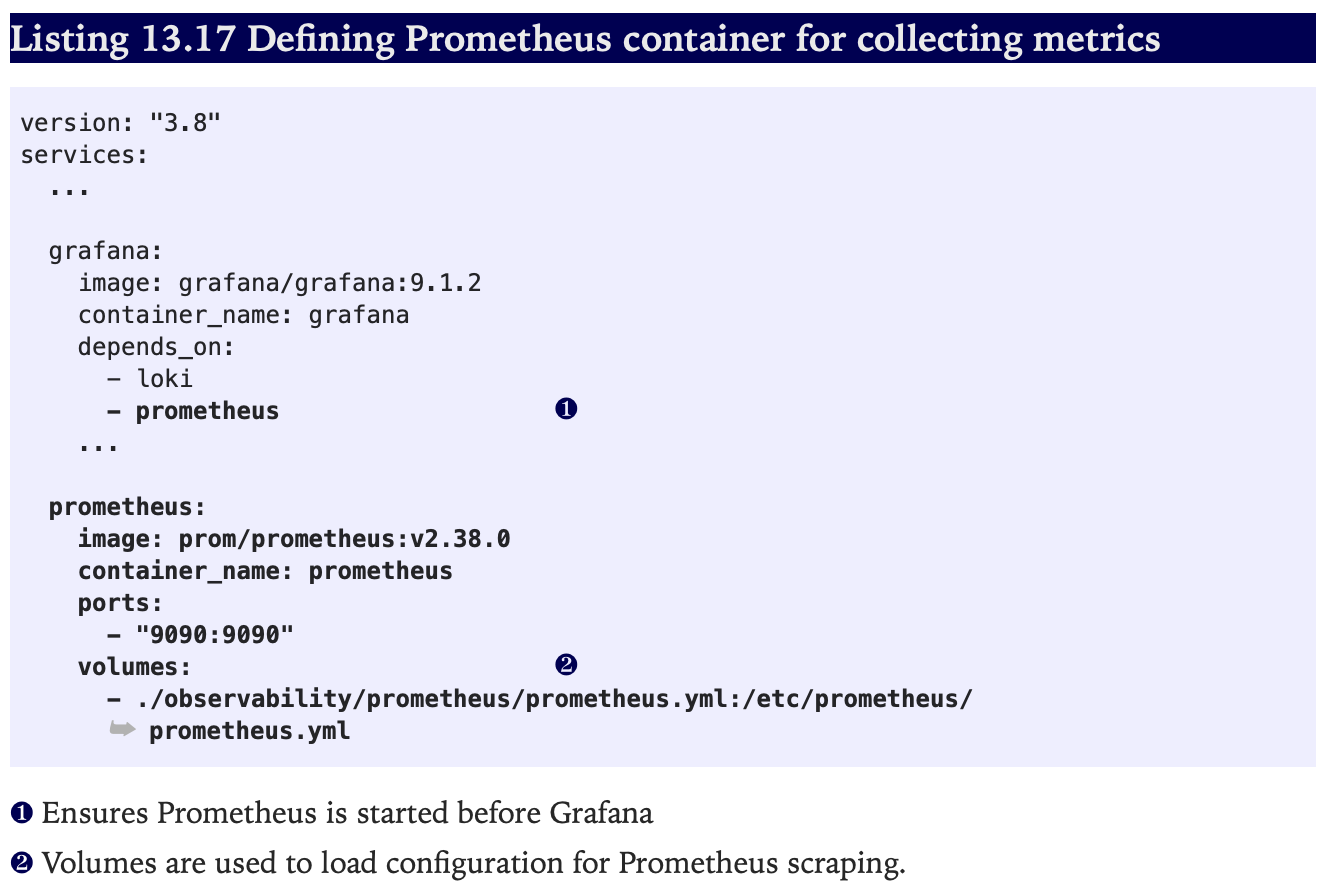 Listing 13.17 Defining Prometheus container for collecting metrics
version: "3.8"
services:
  ...

  grafana:
    image: grafana/grafana:9.1.2
    container_name: grafana
    depends_on:
      - loki
      - prometheus ❶
    ...

  prometheus:
    image: prom/prometheus:v2.38.0
    container_name: prometheus
    ports:
      - "9090:9090"
    volumes: ❷
      - ./observability/prometheus/prometheus.yml:/etc/prometheus/
      ➥ prometheus.yml
❶ Ensures Prometheus is started before Grafana
❷ Volumes are used to load configuration for Prometheus scraping.